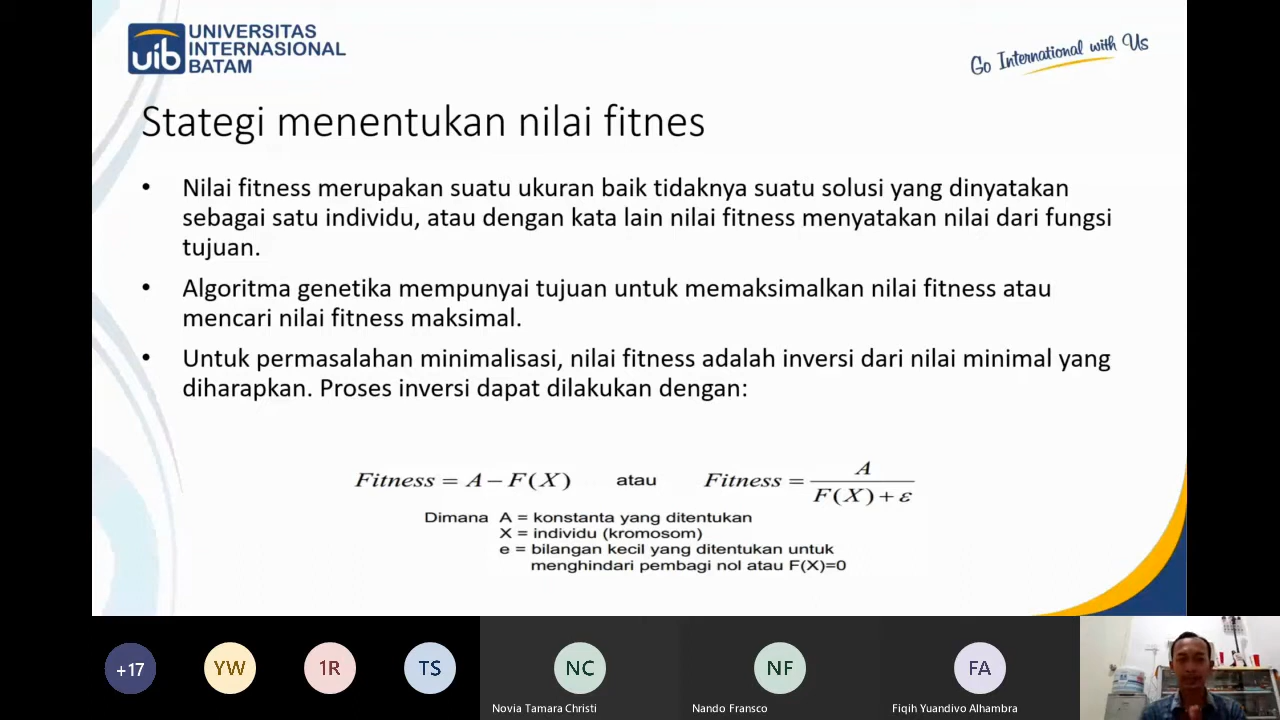 uib
UNIVERSITAS
INTERNASIONAL
BATAM
Go International with Us
Stategi menentukan nilai fitnes
• Nilai fitness merupakan suatu ukuran baik tidaknya suatu solusi yang dinyatakan
sebagai satu individu, atau dengan kata lain nilai fitness menyatakan nilai dari fungsi
tujuan.
• Algoritma genetika mempunyai tujuan untuk memaksimalkan nilai fitness atau
mencari nilai fitness maksimal.
• Untuk permasalahan minimalisasi, nilai fitness adalah inversi dari nilai minimal yang
diharapkan. Proses inversi dapat dilakukan dengan:
Fitness = A − F(X) atau Fitness = A / F(X) + ε
Dimana A = konstanta yang ditentukan
X = individu (kromosom)
e = bilangan kecil yang ditentukan untuk
menghindari pembagi nol atau F(X)=0
+17 YW 1R TS NC NF FA
Novia Tamara Christi Nando Fransco Fiqih Yuandivo Alhambra